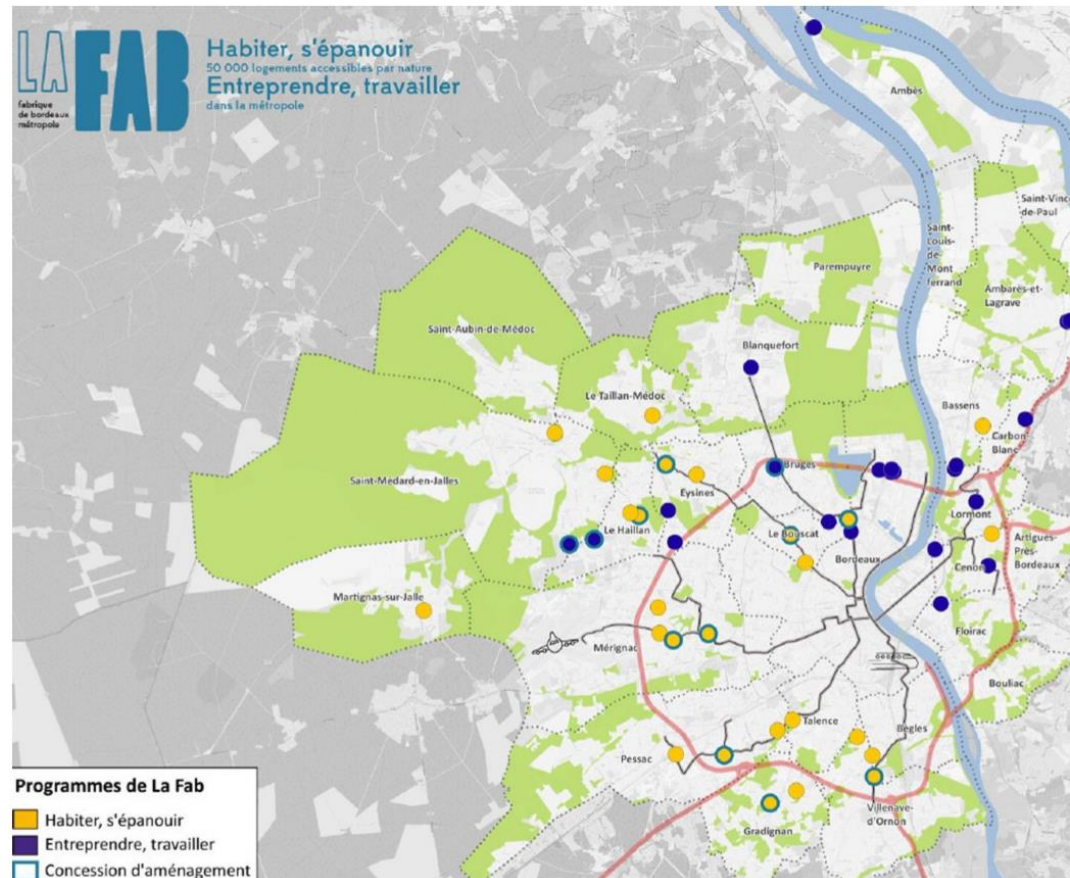 LA FAB
fabrique
de bordeaux
métropole
Habiter, s'épanouir
50 000 logements accessibles par nature
Entreprendre, travailler
dans la métropole
Ambès
Saint-Vinc
de-Paul
Saint-
Louis-
de-
Mont
ferrand
Parempuyre
Ambarès-et-
Lagrave
Saint-Aubin-de-Médoc
Blanquefort
Le Taillan-Médoc
Bassens
Carbon-
Blanc
Bruges
Saint-Médard-en-Jalles
Eysines
Lormont
Le Haillan
Le Bouscat
Artigues-
Près-
Bordeaux
Bordeaux
Cenon
Martignas-sur-Jalle
Floirac
Mérignac
Bouliac
Talence
Bègles
Pessac
Villenave-
d'Ornon
Gradignan
Programmes de La Fab
Habiter, s'épanouir
Entreprendre, travailler
Concession d'aménagement